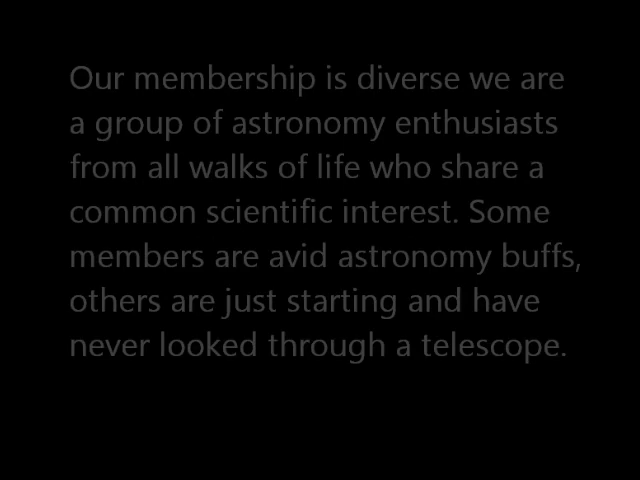 Our membership is diverse we are
a group of astronomy enthusiasts
from all walks of life who share a
common scientific interest. Some
members are avid astronomy buffs,
others are just starting and have
never looked through a telescope.